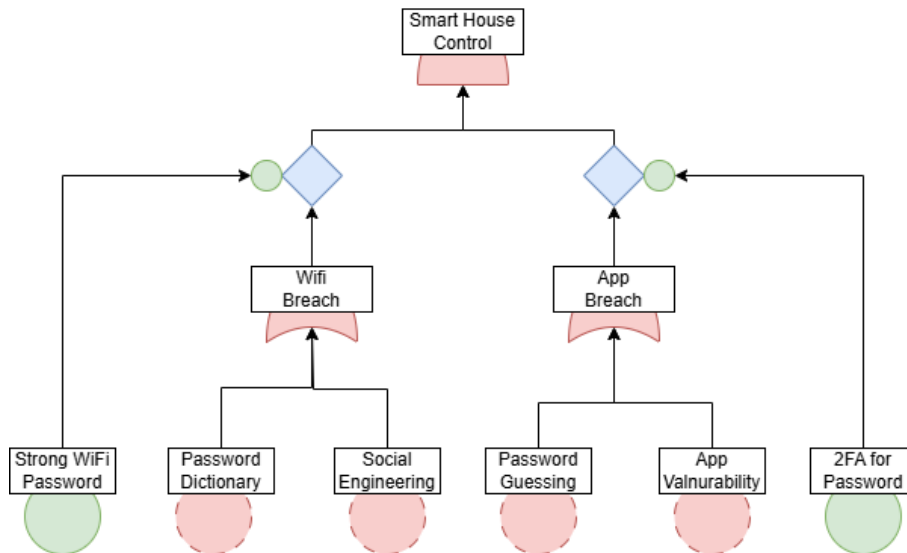 Smart House
Control
Wifi
Breach
App
Breach
Strong WiFi
Password
Password
Dictionary
Social
Engineering
Password
Guessing
App
Valnurability
2FA for
Password